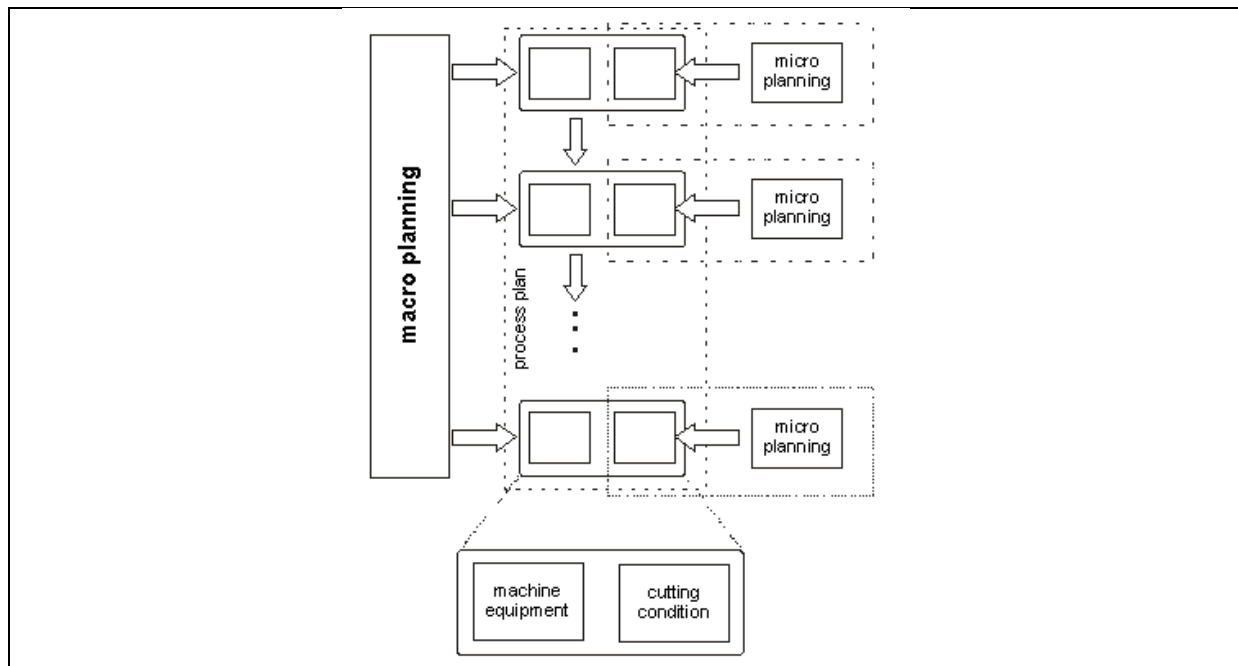 macro planning
micro
planning
micro
planning
process plan
micro
planning
machine
equipment
cutting
condition